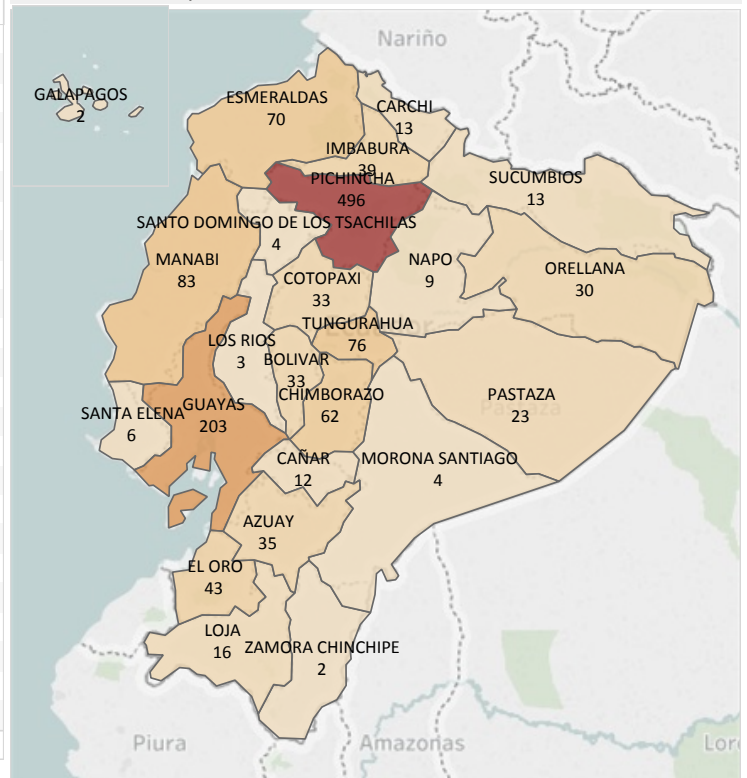 Nariño
GALAPAGOS
2
ESMERALDAS
70
CARCHI
13
IMBABURA
39
PICHINCHA
496
SUCUMBIOS
13
SANTO DOMINGO DE LOS TSACHILAS
4
MANABI
83
NAPO
9
ORELLANA
30
COTOPAXI
33
TUNGURAHUA
76
LOS RIOS
3
BOLIVAR
33
CHIMBORAZO
62
PASTAZA
23
Pastaza
SANTA ELENA
6
GUAYAS
203
CAÑAR
12
MORONA SANTIAGO
4
AZUAY
35
EL ORO
43
LOJA
16
ZAMORA CHINCHIPE
2
Piura
Amazonas